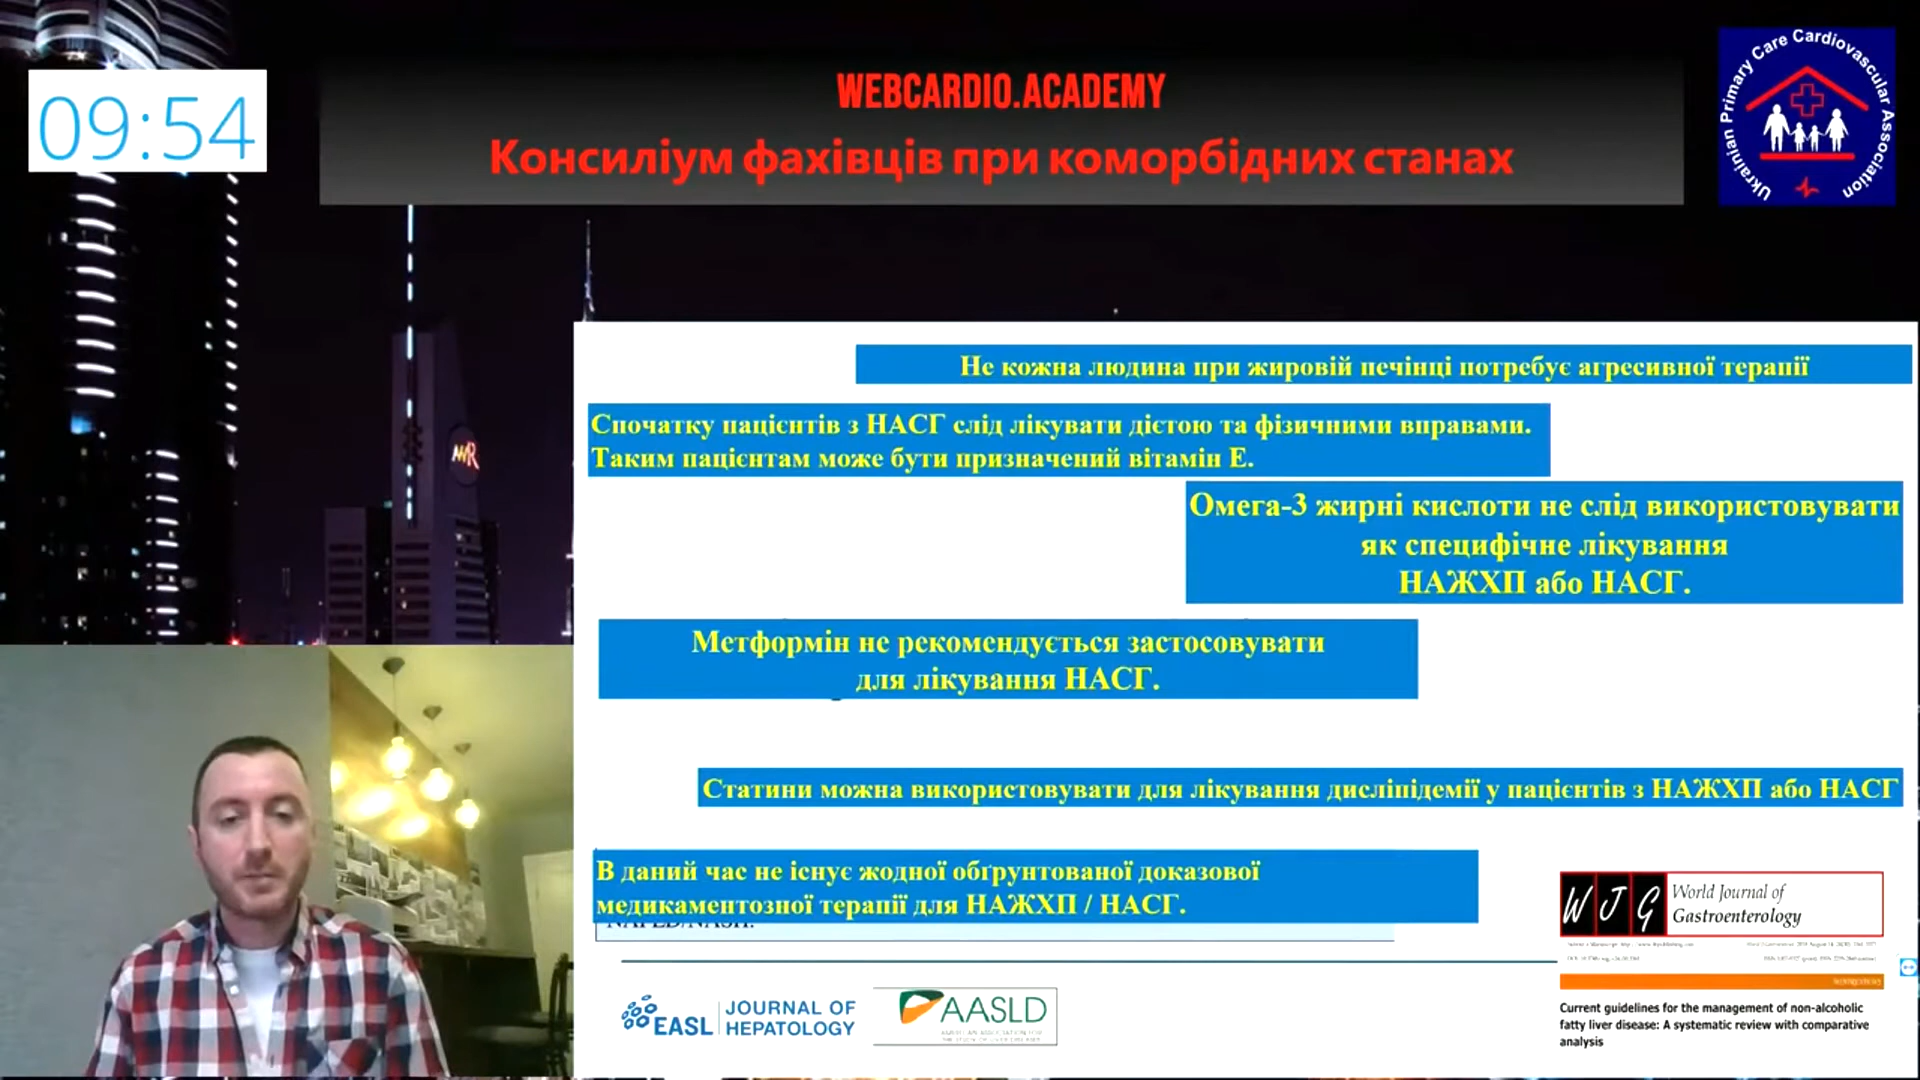 09:54
WEBCARDIO.ACADEMY
Консиліум фахівців при коморбідних станах
Ukrainian Primary Care Cardiovascular Association
AWR
Не кожна людина при жировій печінці потребує агресивної терапії
Спочатку пацієнтів з НАСГ слід лікувати дієтою та фізичними вправами.
Таким пацієнтам може бути призначений вітамін Е.
Омега-3 жирні кислоти не слід використовувати
як специфічне лікування
НАЖХП або НАСГ.
Метформін не рекомендується застосовувати
для лікування НАСГ.
Статини можна використовувати для лікування дисліпідемії у пацієнтів з НАЖХП або НАСГ
В даний час не існує жодної обґрунтованої доказової
медикаментозної терапії для НАЖХП / НАСГ.
NAFLD/NASH.
EASL
JOURNAL OF
HEPATOLOGY
AASLD
WJG
World Journal of
Gastroenterology
Current guidelines for the management of non-alcoholic
fatty liver disease: A systematic review with comparative
analysis